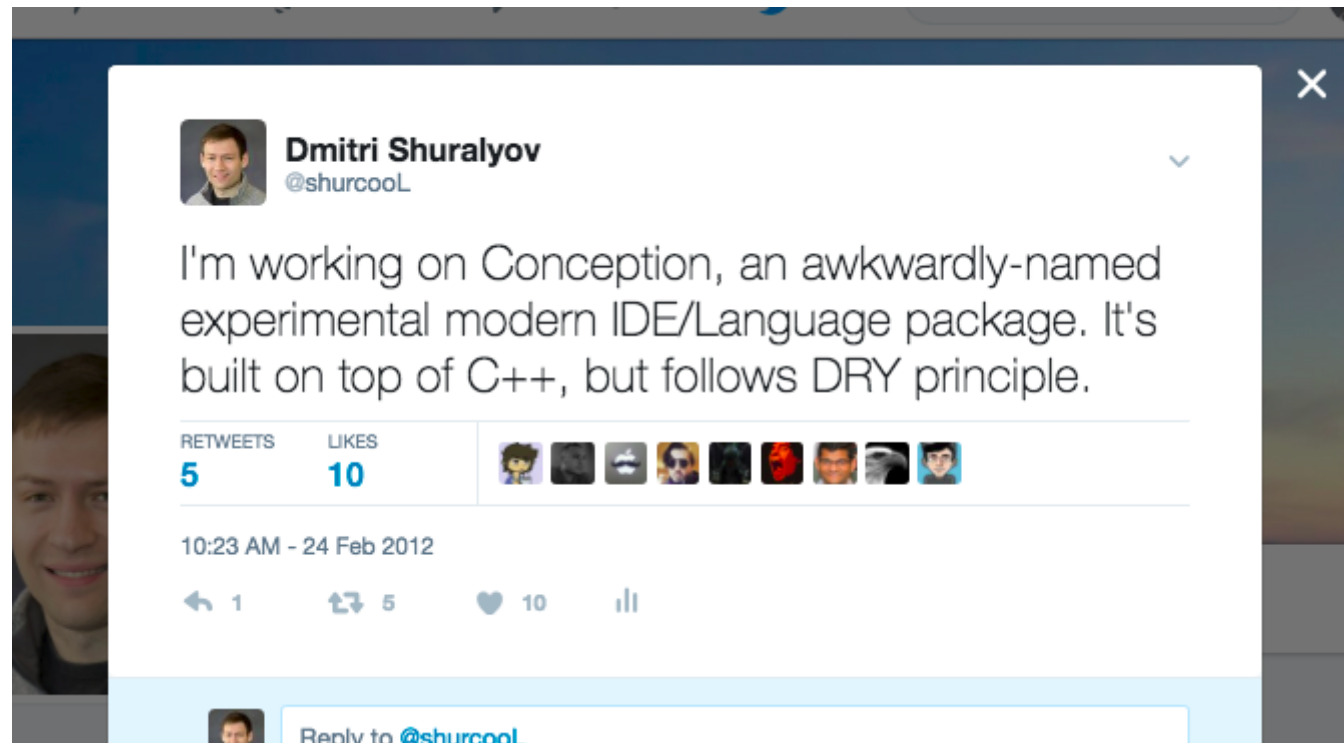 Dmitri Shuralyov
@shurcooL
I'm working on Conception, an awkwardly-named
experimental modern IDE/Language package. It's
built on top of C++, but follows DRY principle.
RETWEETS LIKES
5 10
10:23 AM - 24 Feb 2012
1 5 10
Reply to @shurcooL